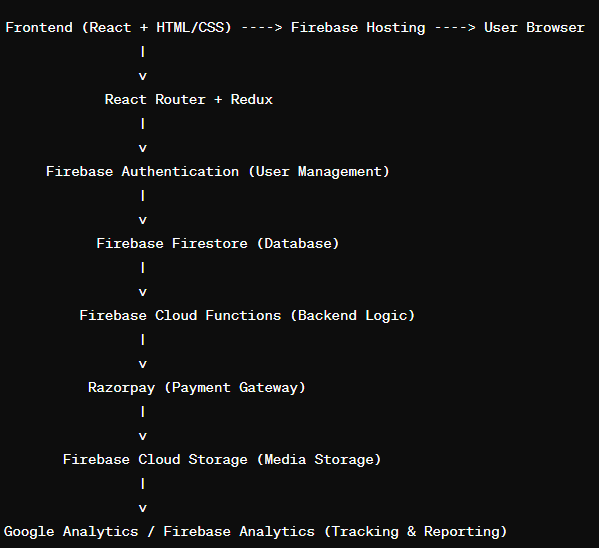 Frontend (React + HTML/CSS) ----> Firebase Hosting ----> User Browser
|
v
React Router + Redux
|
v
Firebase Authentication (User Management)
|
v
Firebase Firestore (Database)
|
v
Firebase Cloud Functions (Backend Logic)
|
v
Razorpay (Payment Gateway)
|
v
Firebase Cloud Storage (Media Storage)
|
v
Google Analytics / Firebase Analytics (Tracking & Reporting)